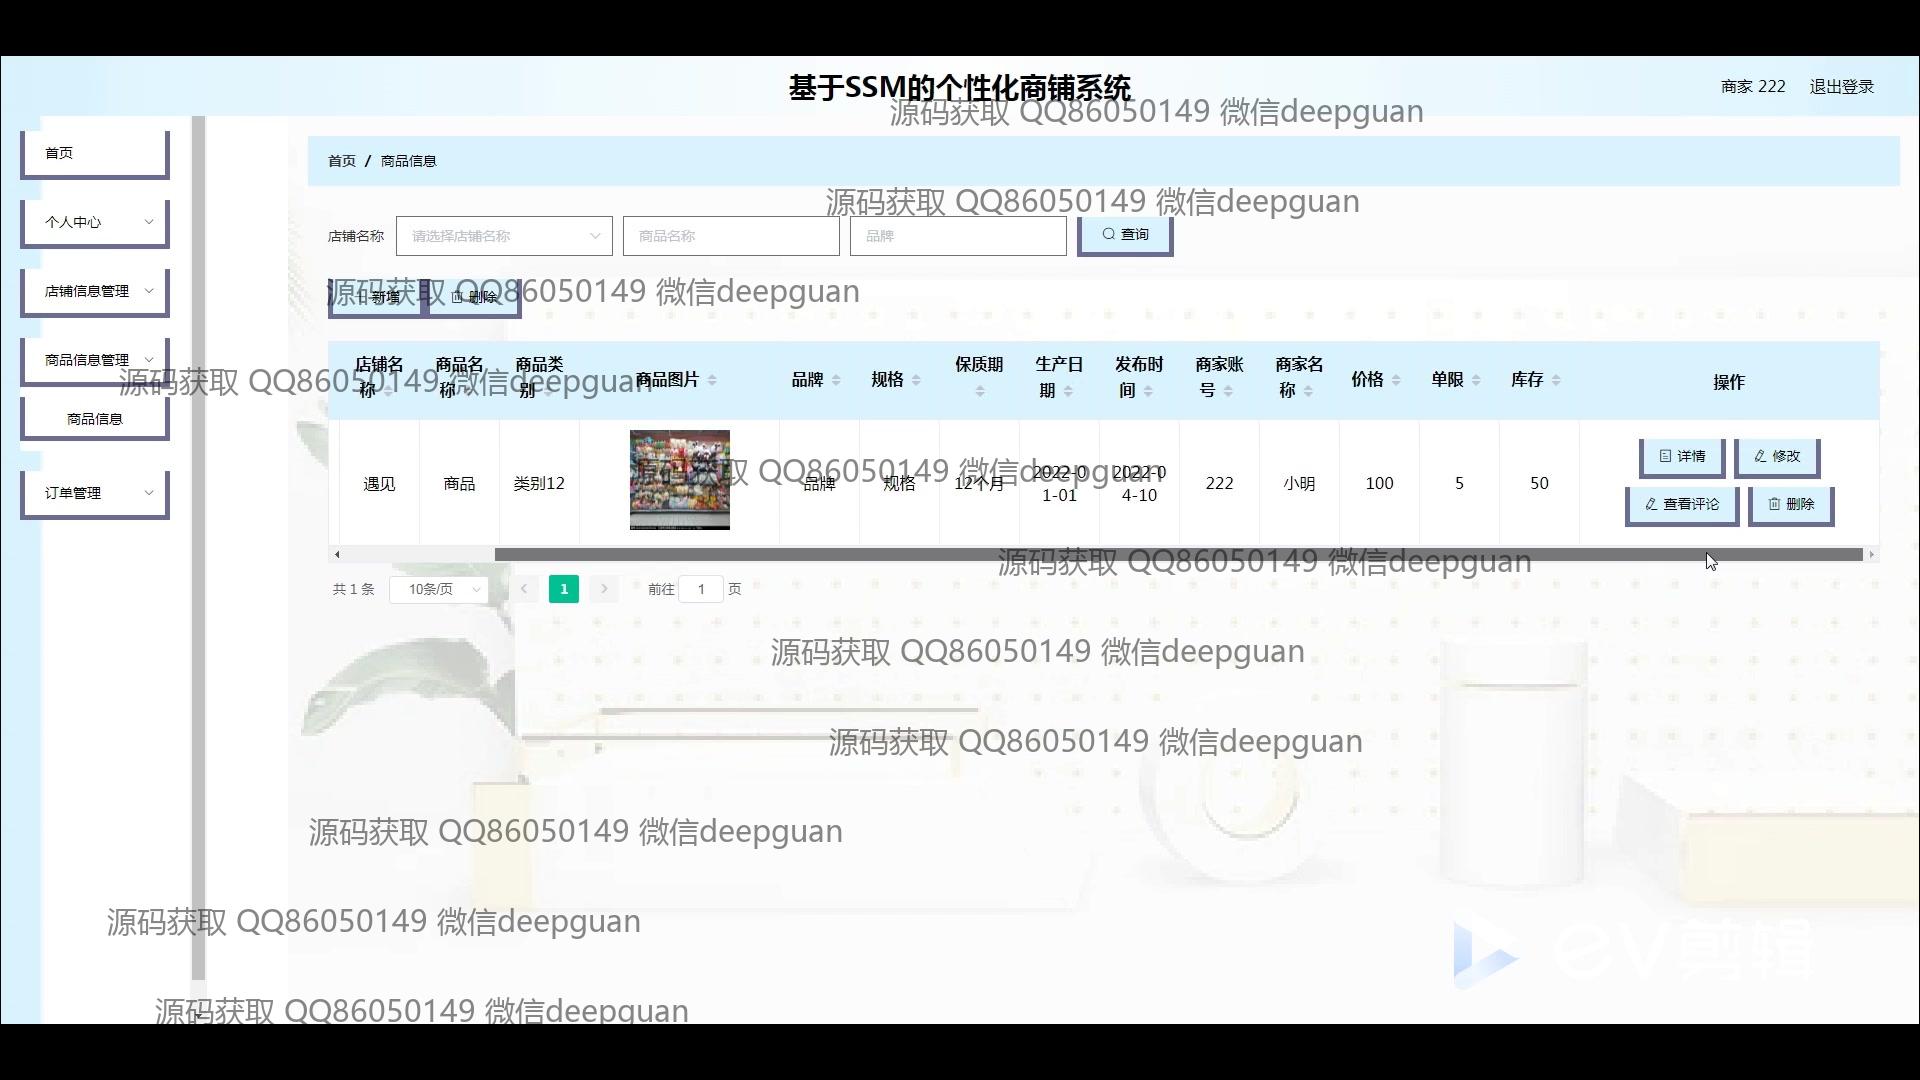 基于SSM的个性化商铺系统
商家 222 退出登录
源码获取 QQ86050149 微信deepguan
首页
首页 / 商品信息
源码获取 QQ86050149 微信deepguan
个人中心
店铺名称 请选择店铺名称 商品名称 品牌 查询
店铺信息管理
新增 删除
源码获取 QQ86050149 微信deepguan
商品信息管理
源码获取 QQ86050149 微信deepguan
店铺名称 商品名称 商品类别 商品图片 品牌 规格 保质期 生产日期 发布时间 商家账号 商家名称 价格 单限 库存 操作
商品信息
遇见 商品 类别12 品牌 规格 12个月 2022-01-01 2022-04-10 222 小明 100 5 50
详情 修改
查看评论 删除
源码获取 QQ86050149 微信deepguan
订单管理
源码获取 QQ86050149 微信deepguan
共 1 条 10条/页 1 前往 1 页
源码获取 QQ86050149 微信deepguan
源码获取 QQ86050149 微信deepguan
源码获取 QQ86050149 微信deepguan
源码获取 QQ86050149 微信deepguan
EV剪辑
源码获取 QQ86050149 微信deepguan